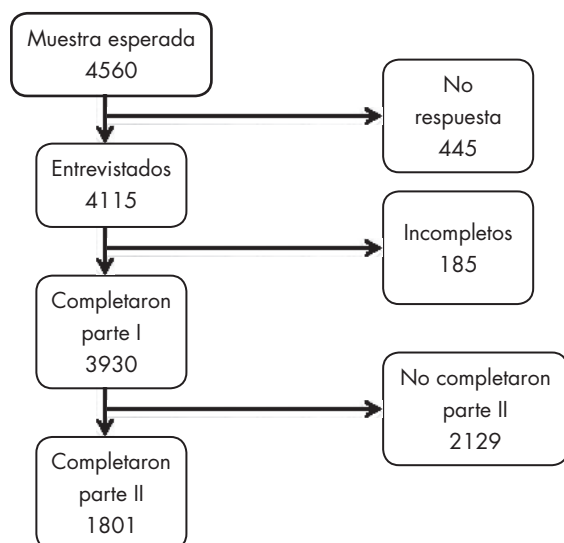 Muestra esperada
4560
No
respuesta
445
Entrevistados
4115
Incompletos
185
Completaron
parte I
3930
No completaron
parte II
2129
Completaron
parte II
1801